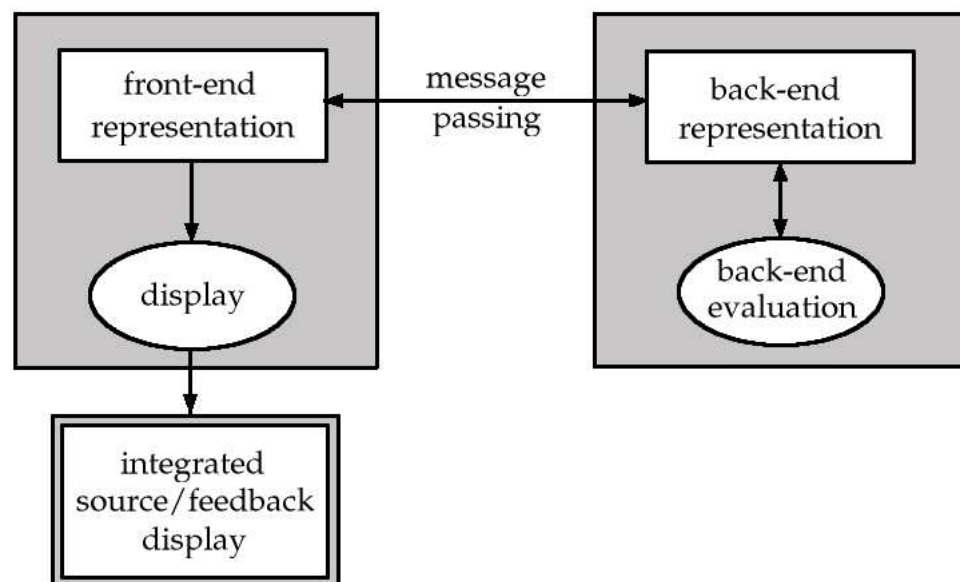 front-end
representation
message
passing
back-end
representation
display
back-end
evaluation
integrated
source/feedback
display